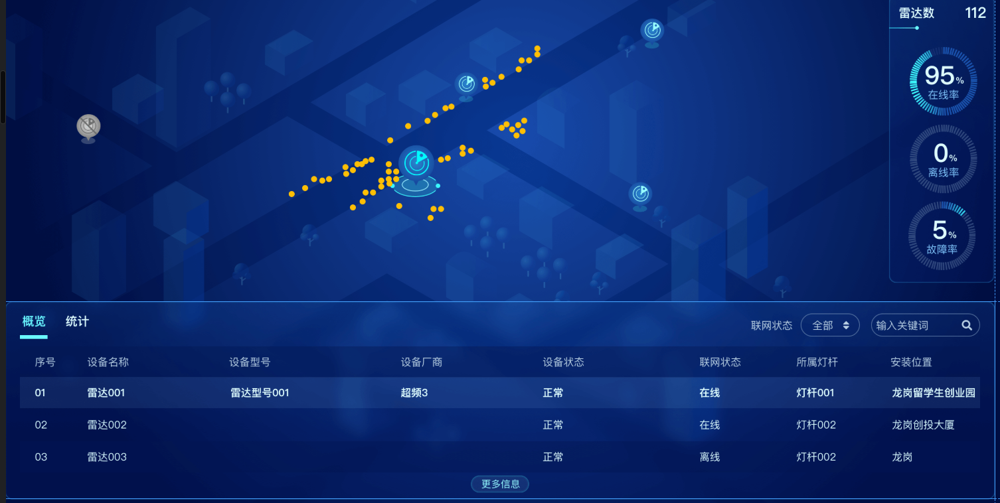 雷达数 112
95%
在线率
0%
离线率
5%
故障率
概览 统计
联网状态 全部 输入关键词
序号 设备名称 设备型号 设备厂商 设备状态 联网状态 所属灯杆 安装位置
01 雷达001 雷达型号001 超频3 正常 在线 灯杆001 龙岗留学生创业园
02 雷达002 正常 在线 灯杆002 龙岗创投大厦
03 雷达003 正常 离线 灯杆002 龙岗
更多信息